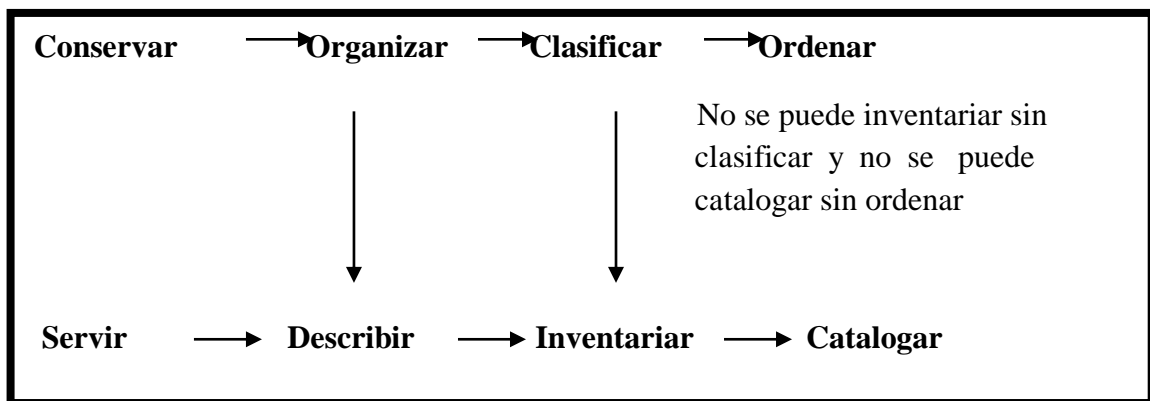 Conservar Organizar Clasificar Ordenar
No se puede inventariar sin
clasificar y no se puede
catalogar sin ordenar
Servir Describir Inventariar Catalogar